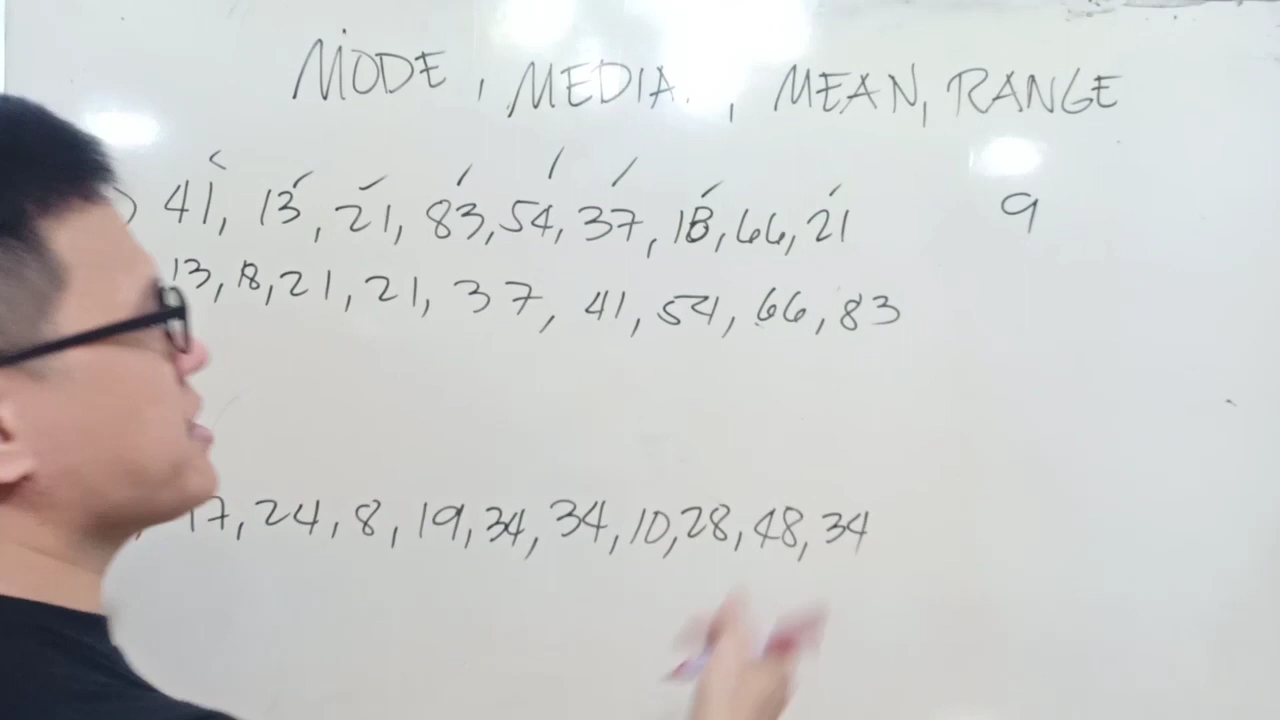 MODE, MEDIA , MEAN, RANGE
) 41, 13, 21, 83, 54, 37, 18, 66, 21 9
13, 18, 21, 21, 37, 41, 54, 66, 83
17, 24, 8, 19, 34, 34, 10, 28, 48, 34